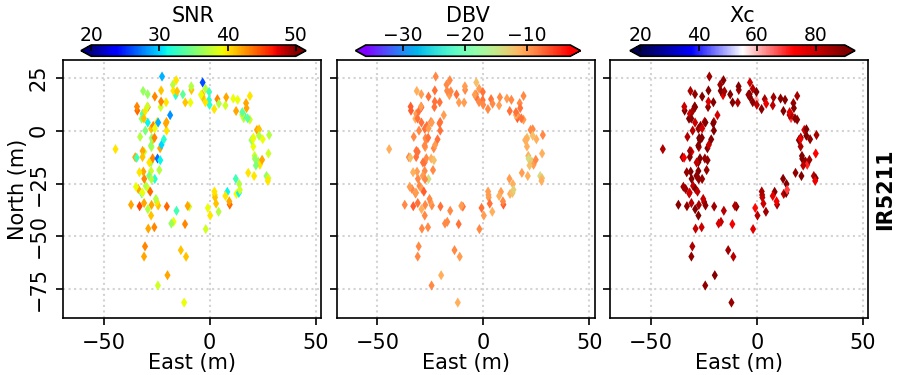 SNR DBV Xc
20 30 40 50 −30 −20 −10 20 40 60 80
25
0
−25
−50
−75
North (m)
−50 0 50 −50 0 50 −50 0 50
East (m) East (m) East (m)
IR5211